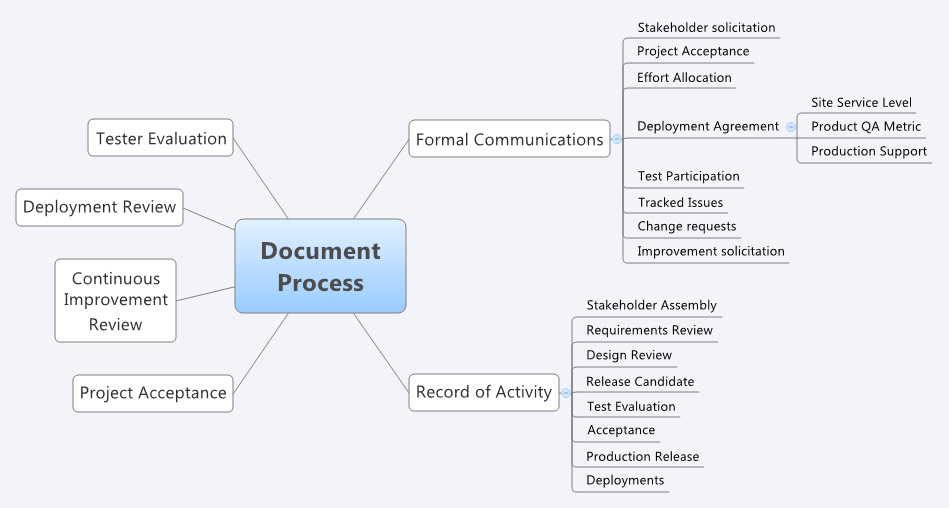 Document
Process
Formal Communications
Stakeholder solicitation
Project Acceptance
Effort Allocation
Deployment Agreement
Site Service Level
Product QA Metric
Production Support
Test Participation
Tracked Issues
Change requests
Improvement solicitation
Record of Activity
Stakeholder Assembly
Requirements Review
Design Review
Release Candidate
Test Evaluation
Acceptance
Production Release
Deployments
Tester Evaluation
Deployment Review
Continuous
Improvement
Review
Project Acceptance